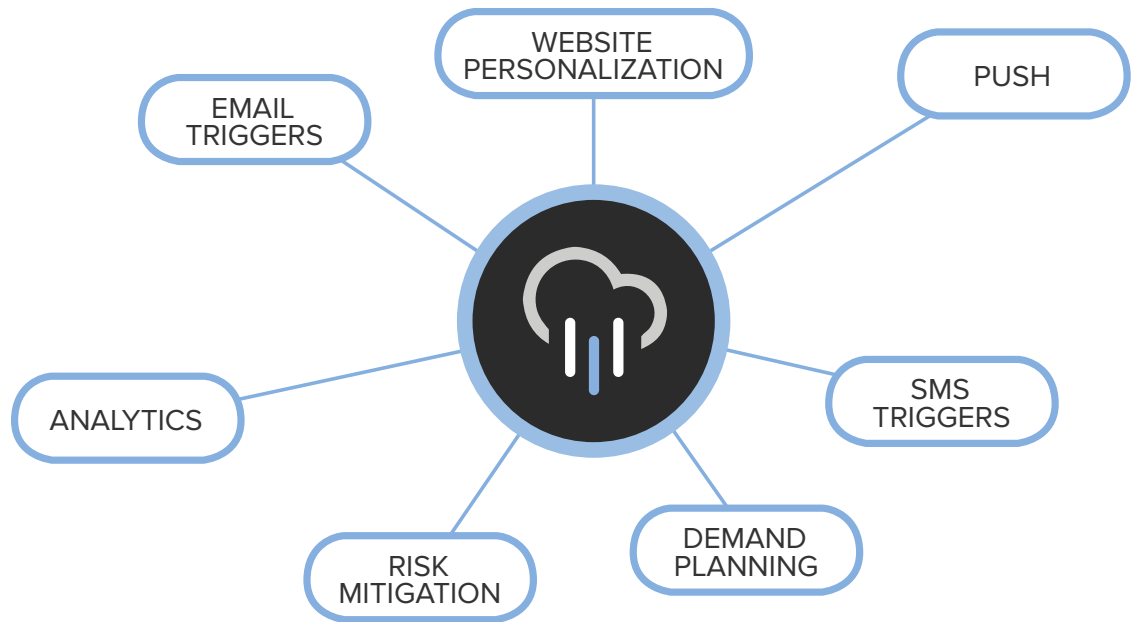 WEBSITE
PERSONALIZATION
PUSH
EMAIL
TRIGGERS
SMS
TRIGGERS
ANALYTICS
DEMAND
PLANNING
RISK
MITIGATION